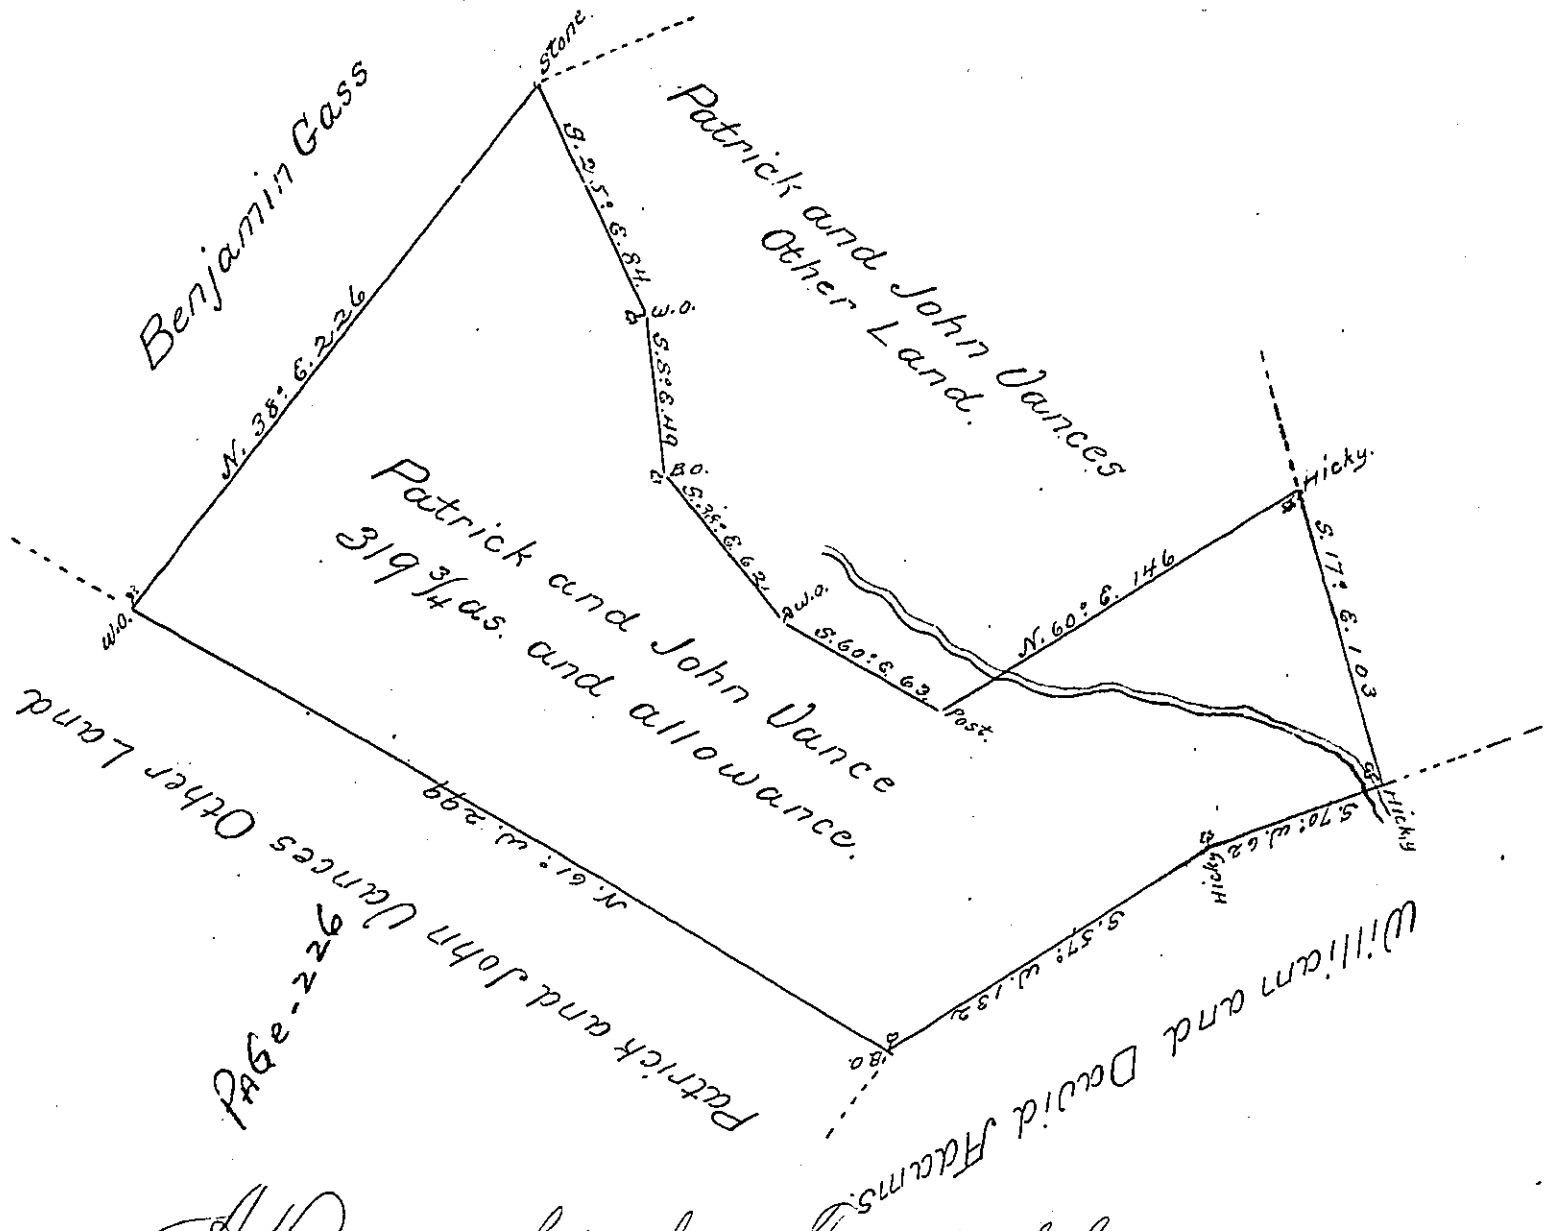 Stone.
Benjamin Gass
Patrick and John Vances
Other Land.
S. 25° E. 84.
W.O.
N. 38° E. 226
S. 5° E. 49
B.O.
Hicky.
S. 38° E. 62.
Patrick and John Vance
319 3/4 as. and allowance.
W.O.
N. 60° E. 146
S. 17° E. 103
S. 60° E. 63.
Post.
W.O.
Hicky
S. 70° W. 62
Hicky
N. 61° W. 299
S. 57° W. 132
Patrick and John Vances Other Land
B.O.
William and David Adams.
PAGe-226